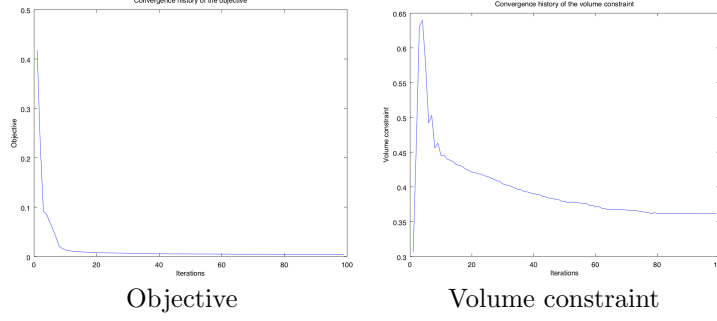 Convergence history of the objective
0.5
0.4
0.3
0.2
0.1
0
Objective
0 20 40 60 80 100
Iterations
Objective
Convergence history of the volume constraint
0.65
0.6
0.55
0.5
0.45
0.4
0.35
0.3
Volume constraint
0 20 40 60 80
Iterations
Volume constraint